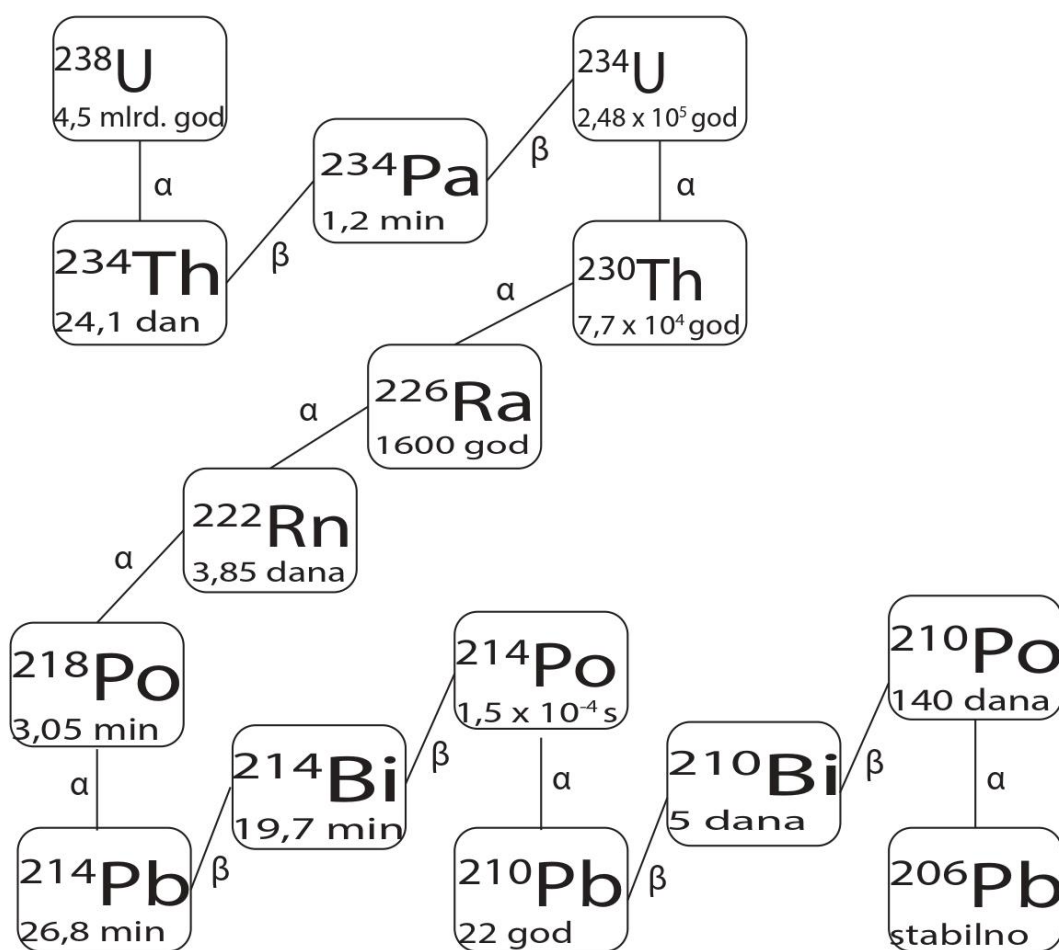 ²³⁸U
4,5 mlrd. god
α
²³⁴Th
24,1 dan
β
²³⁴Pa
1,2 min
β
²³⁴U
2,48 x 10⁵ god
α
²³⁰Th
7,7 x 10⁴ god
α
²²⁶Ra
1600 god
α
²²²Rn
3,85 dana
α
²¹⁸Po
3,05 min
α
²¹⁴Pb
26,8 min
β
²¹⁴Bi
19,7 min
β
²¹⁴Po
1,5 x 10⁻⁴ s
α
²¹⁰Pb
22 god
β
²¹⁰Bi
5 dana
β
²¹⁰Po
140 dana
α
²⁰⁶Pb
stabilno